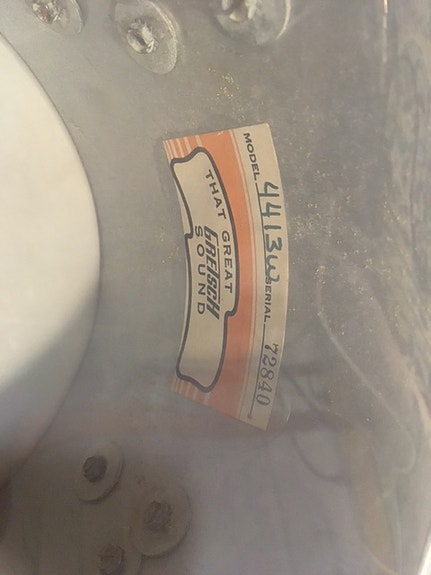 MODEL 4413W SERIAL 72840
THAT GREAT
GRETSCH
SOUND